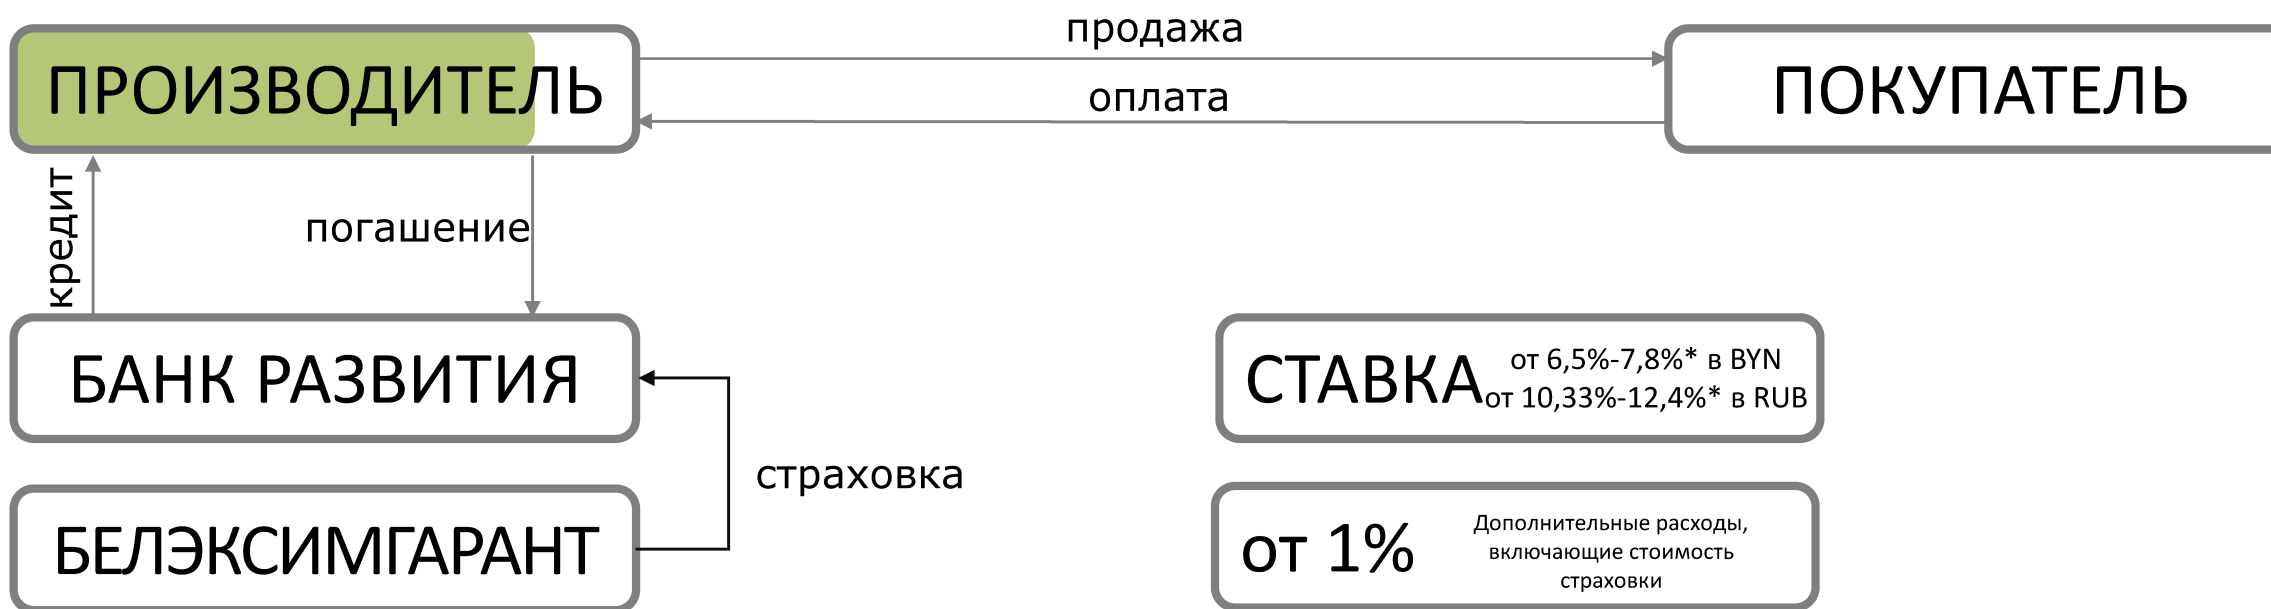 продажа
ПРОИЗВОДИТЕЛЬ
ПОКУПАТЕЛЬ
оплата
кредит
погашение
БАНК РАЗВИТИЯ
СТАВКА
от 6,5%-7,8%* в BYN
от 10,33%-12,4%* в RUB
страховка
БЕЛЭКСИМГАРАНТ
от 1%
Дополнительные расходы,
включающие стоимость
страховки